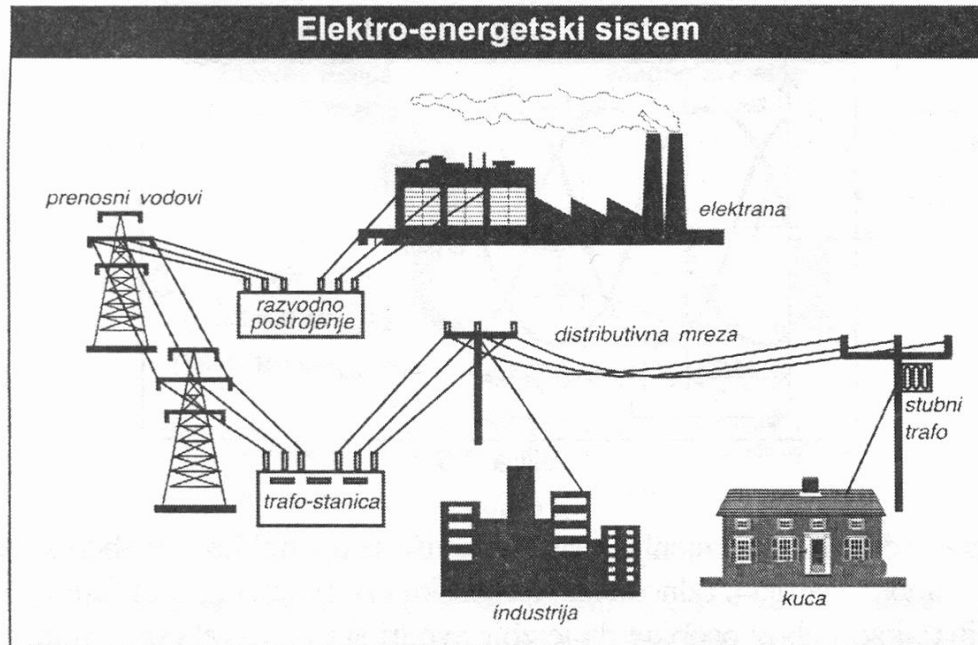 Elektro-energetski sistem
prenosni vodovi
elektrana
razvodno
postrojenje
distributivna mreza
stubni
trafo
trafo-stanica
industrija
kuca